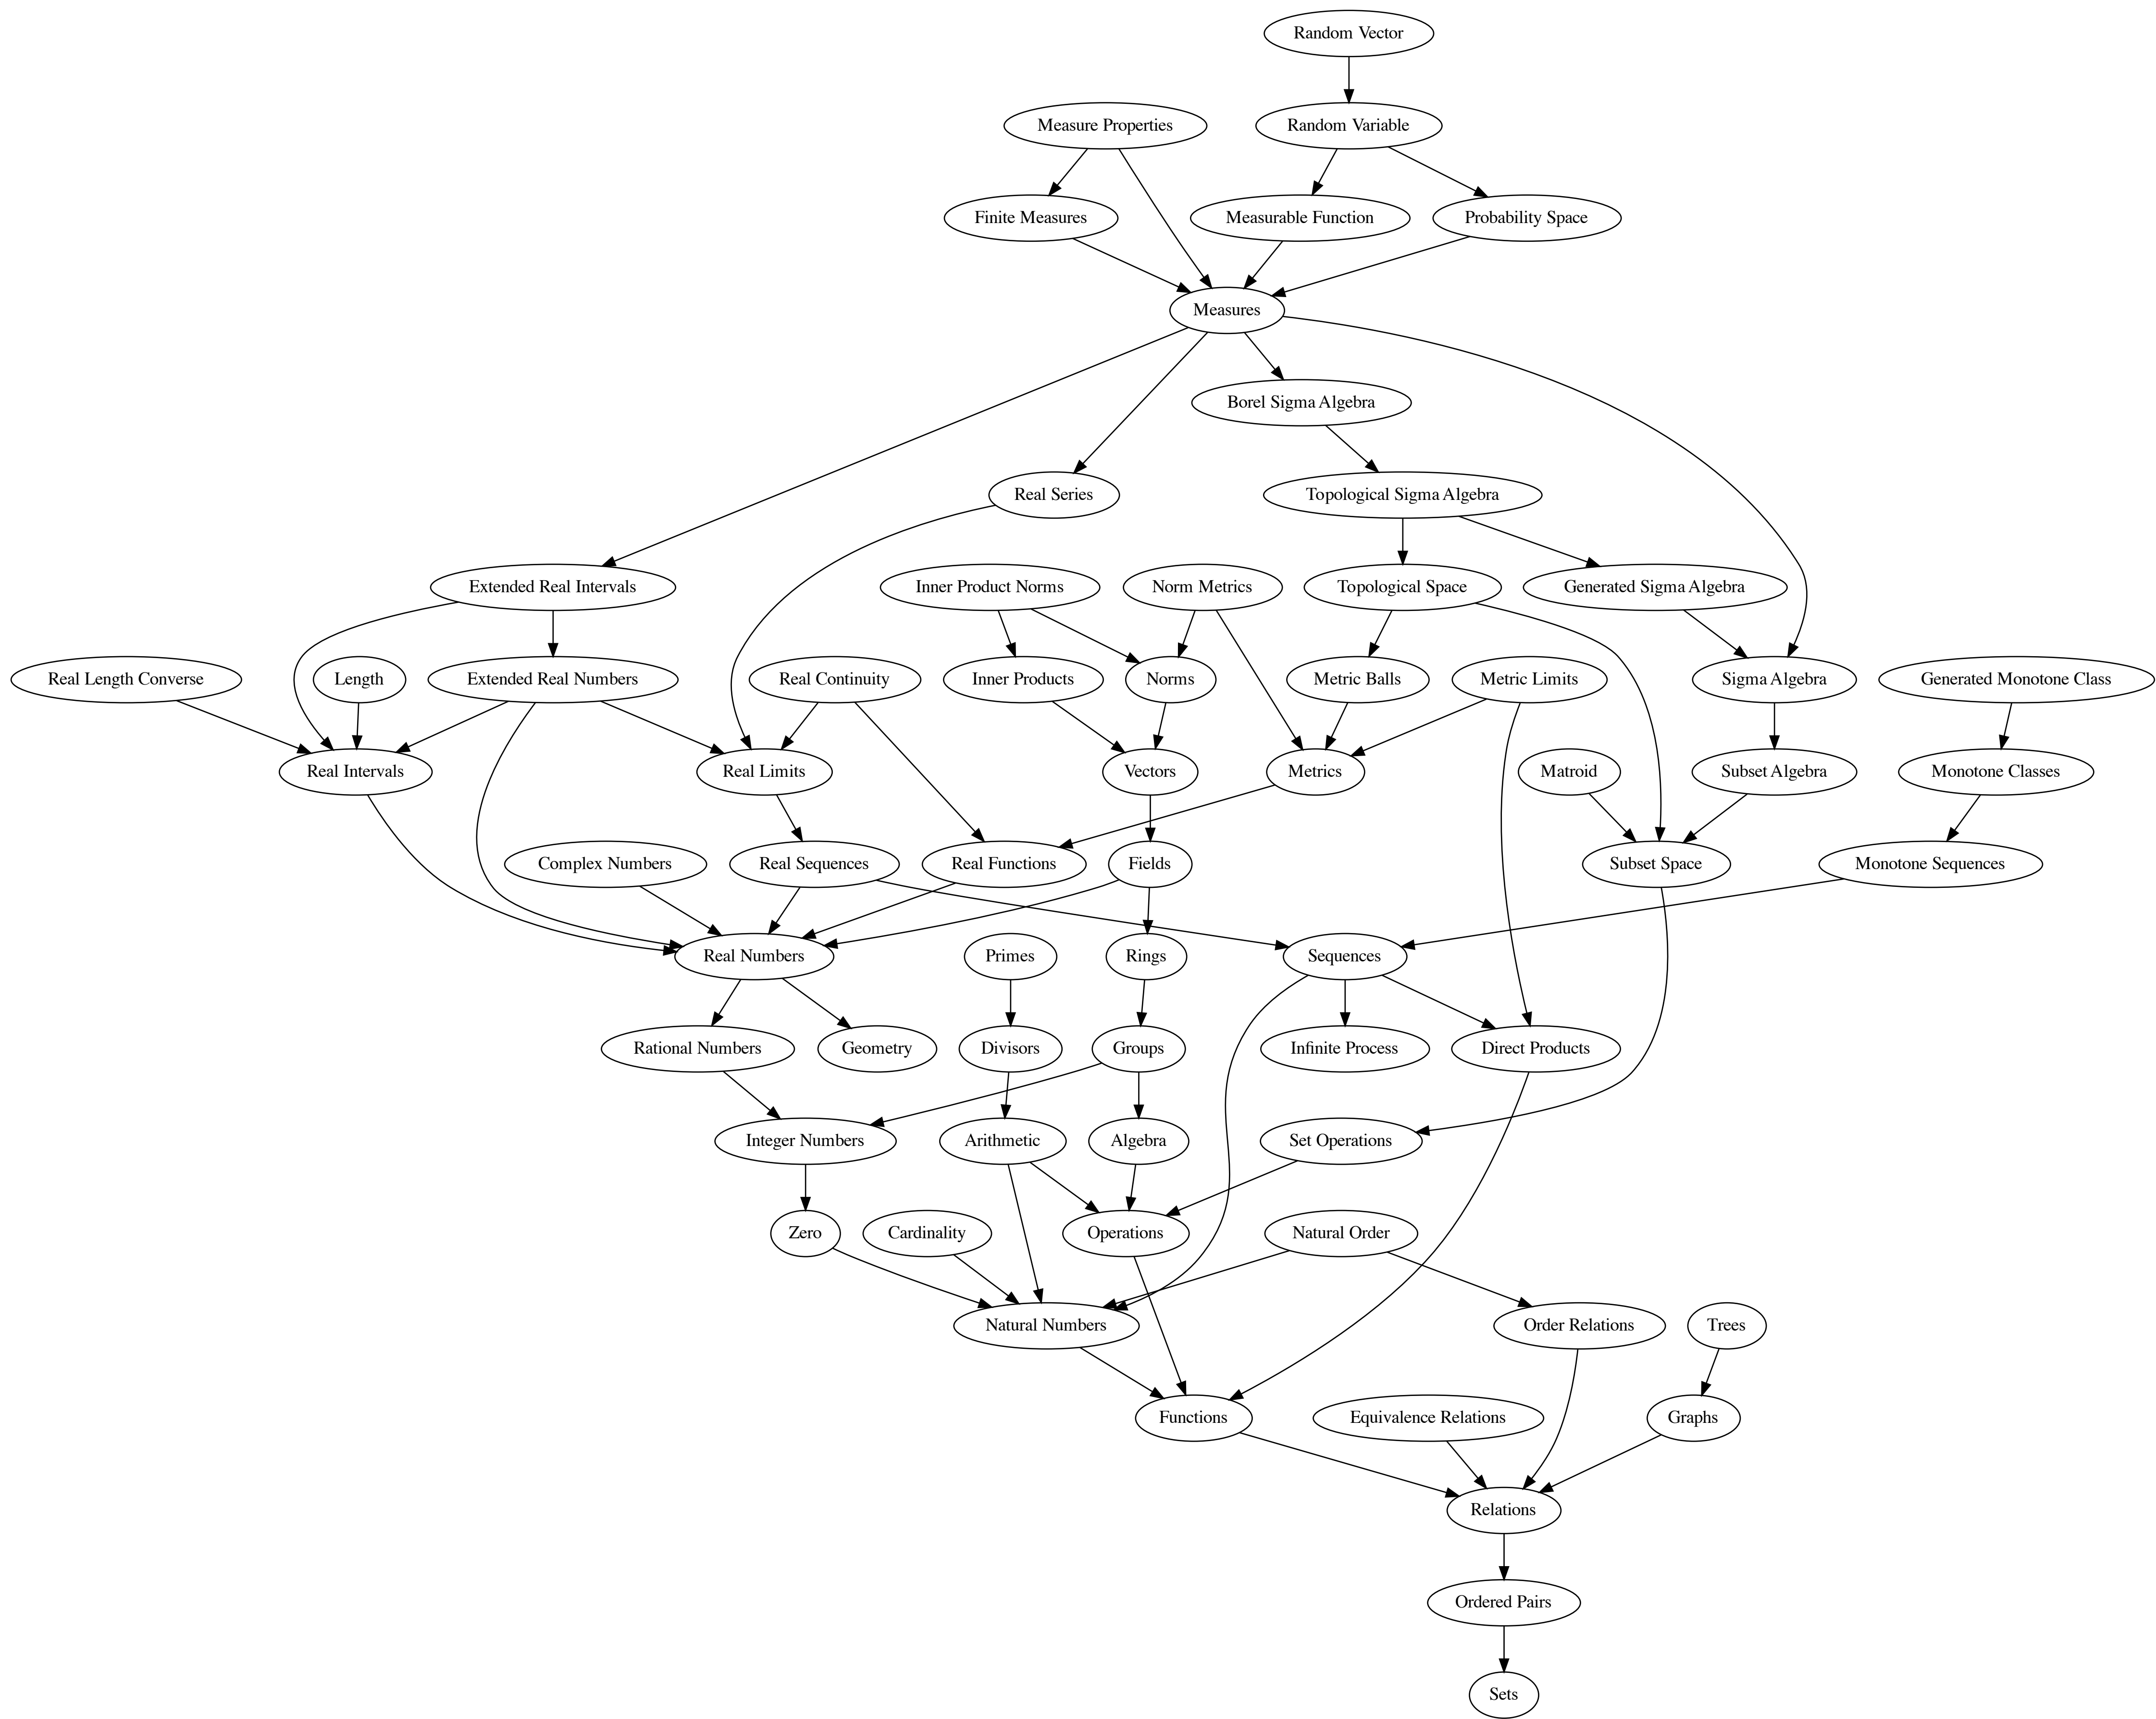 Random Vector
Measure Properties
Random Variable
Finite Measures
Measurable Function
Probability Space
Measures
Borel Sigma Algebra
Real Series
Topological Sigma Algebra
Extended Real Intervals
Inner Product Norms
Norm Metrics
Topological Space
Generated Sigma Algebra
Real Length Converse
Length
Extended Real Numbers
Real Continuity
Inner Products
Norms
Metric Balls
Metric Limits
Sigma Algebra
Generated Monotone Class
Real Intervals
Real Limits
Vectors
Metrics
Matroid
Subset Algebra
Monotone Classes
Complex Numbers
Real Sequences
Real Functions
Fields
Subset Space
Monotone Sequences
Real Numbers
Primes
Rings
Sequences
Rational Numbers
Geometry
Divisors
Groups
Infinite Process
Direct Products
Integer Numbers
Arithmetic
Algebra
Set Operations
Zero
Cardinality
Operations
Natural Order
Natural Numbers
Order Relations
Trees
Functions
Equivalence Relations
Graphs
Relations
Ordered Pairs
Sets